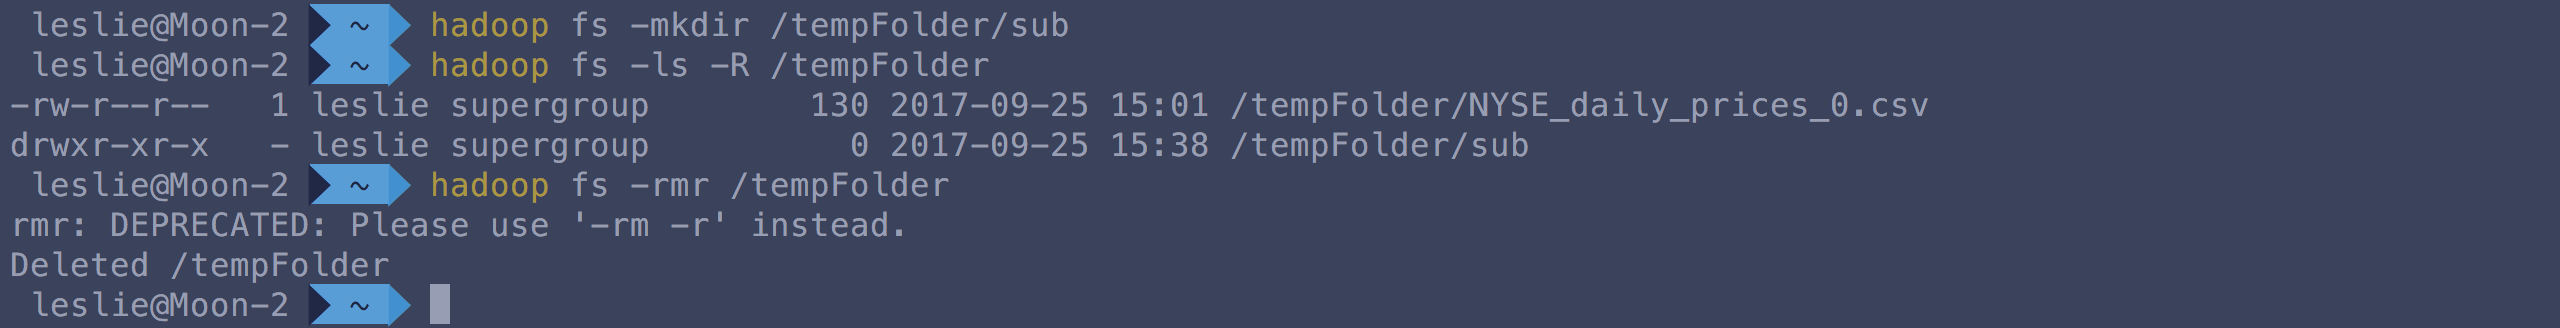 leslie@Moon-2 ~ hadoop fs -mkdir /tempFolder/sub
leslie@Moon-2 ~ hadoop fs -ls -R /tempFolder
-rw-r--r--   1 leslie supergroup        130 2017-09-25 15:01 /tempFolder/NYSE_daily_prices_0.csv
drwxr-xr-x   - leslie supergroup          0 2017-09-25 15:38 /tempFolder/sub
leslie@Moon-2 ~ hadoop fs -rmr /tempFolder
rmr: DEPRECATED: Please use '-rm -r' instead.
Deleted /tempFolder
leslie@Moon-2 ~